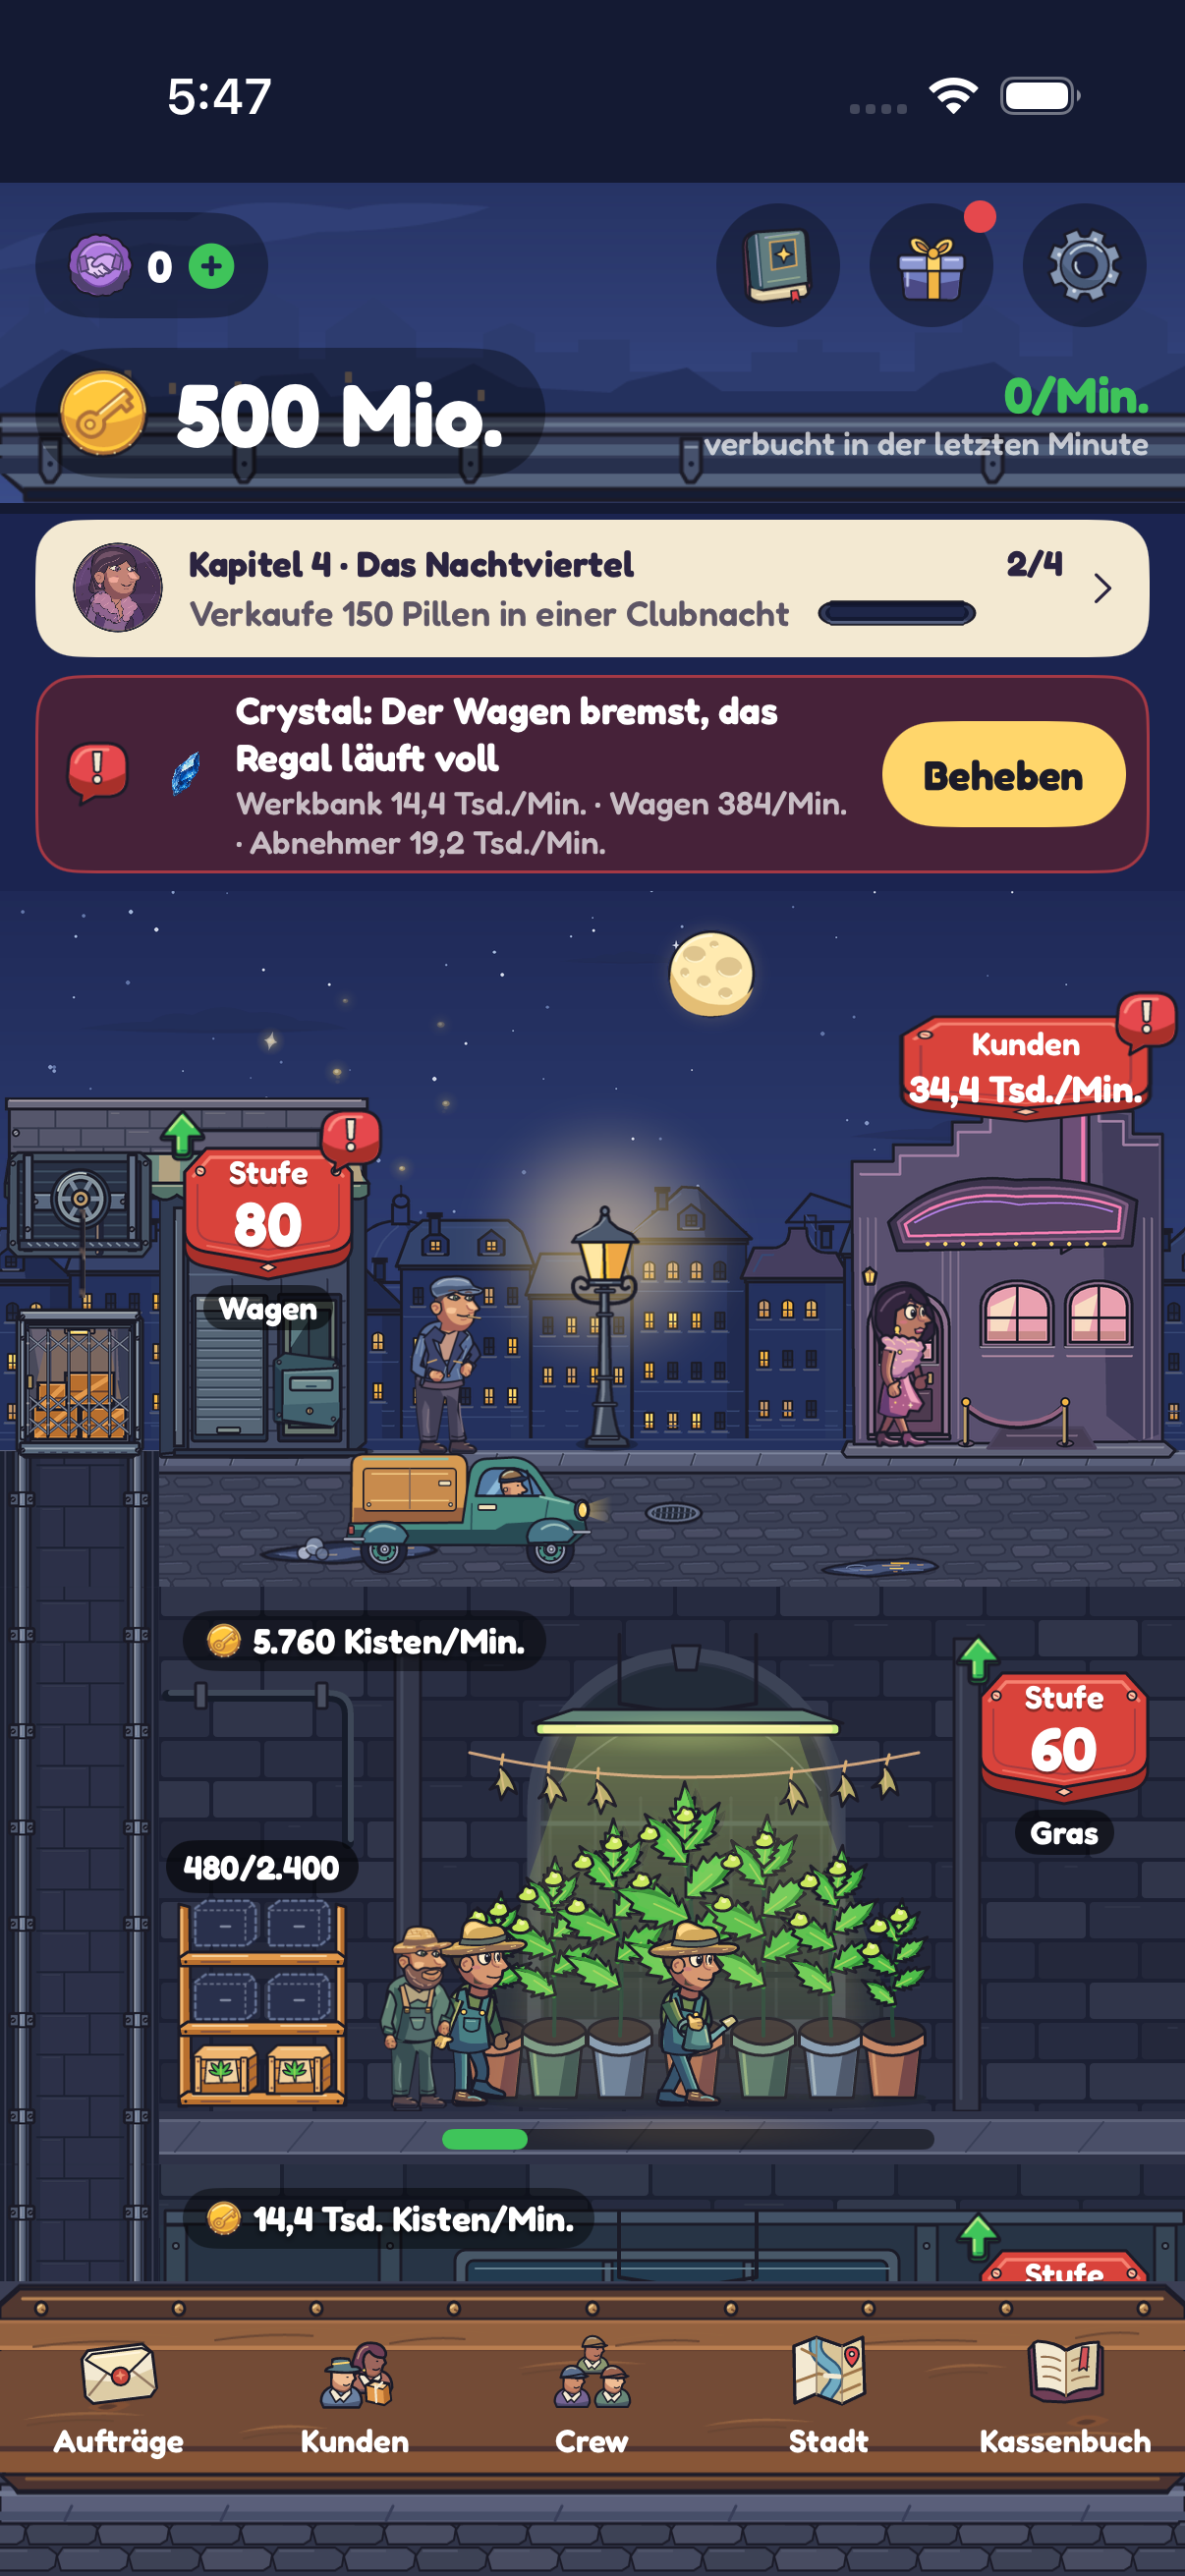 5:47
0
500 Mio.
0/Min.
verbucht in der letzten Minute
Kapitel 4 · Das Nachtviertel
2/4
Verkaufe 150 Pillen in einer Clubnacht
Crystal: Der Wagen bremst, das
Regal läuft voll
Werkbank 14,4 Tsd./Min. · Wagen 384/Min.
· Abnehmer 19,2 Tsd./Min.
Beheben
Kunden
34,4 Tsd./Min.
Stufe
80
Wagen
5.760 Kisten/Min.
Stufe
60
Gras
480/2.400
14,4 Tsd. Kisten/Min.
Stufe
Aufträge
Kunden
Crew
Stadt
Kassenbuch